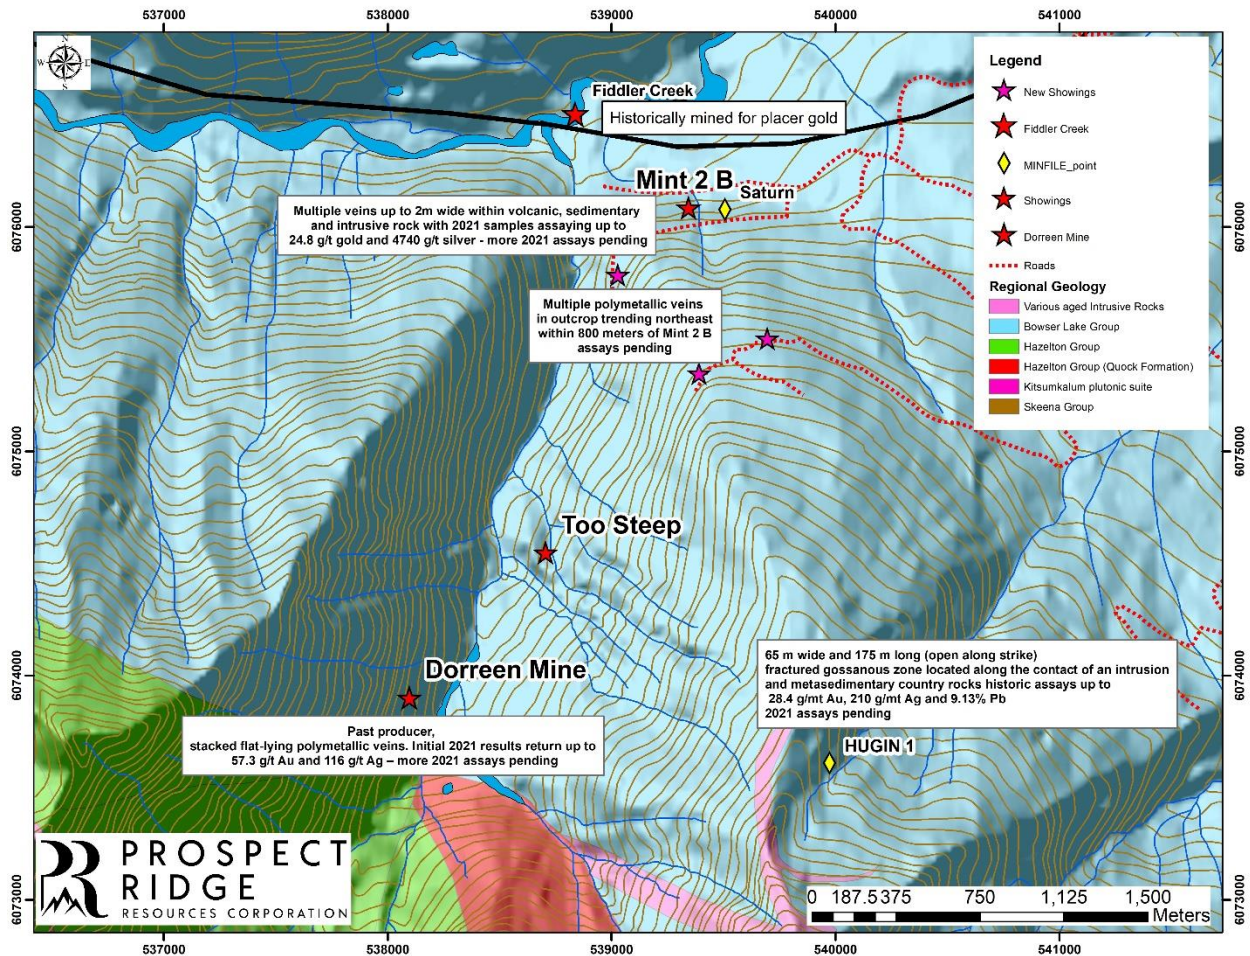 537000
538000
539000
540000
541000
N
W
E
S
Fiddler Creek
Historically mined for placer gold
Mint 2 B
Saturn
Multiple veins up to 2m wide within volcanic, sedimentary
and intrusive rock with 2021 samples assaying up to
24.8 g/t gold and 4740 g/t silver - more 2021 assays pending
Multiple polymetallic veins
in outcrop trending northeast
within 800 meters of Mint 2 B
assays pending
Too Steep
Dorreen Mine
Past producer,
stacked flat-lying polymetallic veins. Initial 2021 results return up to
57.3 g/t Au and 116 g/t Ag – more 2021 assays pending
65 m wide and 175 m long (open along strike)
fractured gossanous zone located along the contact of an intrusion
and metasedimentary country rocks historic assays up to
28.4 g/mt Au, 210 g/mt Ag and 9.13% Pb
2021 assays pending
HUGIN 1
Legend
New Showings
Fiddler Creek
MINFILE_point
Showings
Dorreen Mine
Roads
Regional Geology
Various aged Intrusive Rocks
Bowser Lake Group
Hazelton Group
Hazelton Group (Quock Formation)
Kitsumkalum plutonic suite
Skeena Group
6076000
6075000
6074000
6073000
6076000
6075000
6074000
6073000
PROSPECT
RIDGE
RESOURCES CORPORATION
0 187.5 375 750 1,125 1,500
Meters
537000
538000
539000
540000
541000